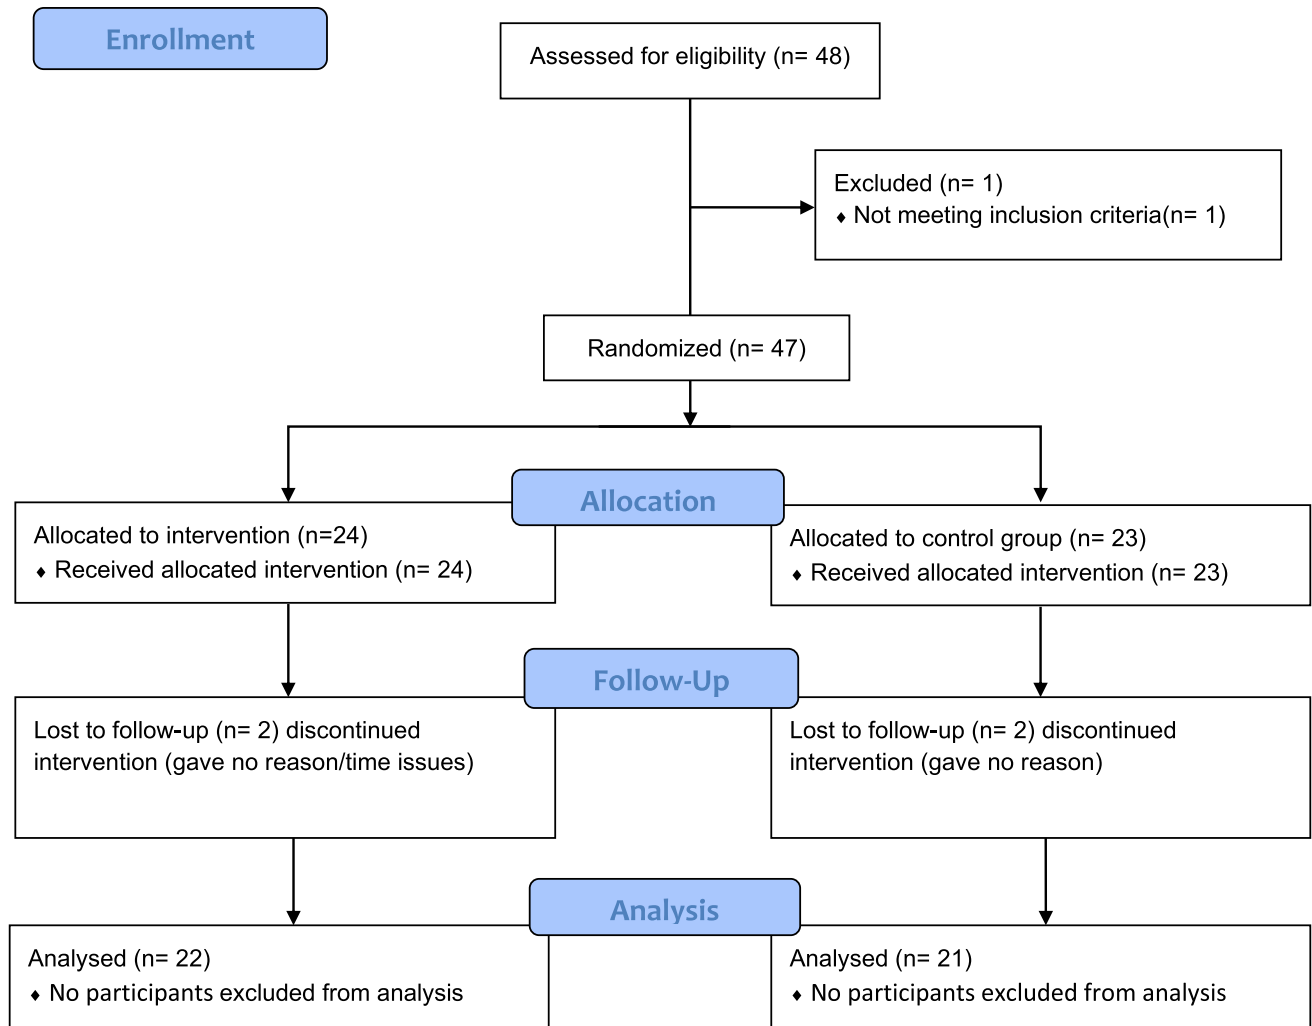 Enrollment
Assessed for eligibility (n= 48)
Excluded (n= 1)
♦ Not meeting inclusion criteria(n= 1)
Randomized (n= 47)
Allocation
Allocated to intervention (n=24)
♦ Received allocated intervention (n= 24)
Allocated to control group (n= 23)
♦ Received allocated intervention (n= 23)
Follow-Up
Lost to follow-up (n= 2) discontinued
intervention (gave no reason/time issues)
Lost to follow-up (n= 2) discontinued
intervention (gave no reason)
Analysis
Analysed (n= 22)
♦ No participants excluded from analysis
Analysed (n= 21)
♦ No participants excluded from analysis